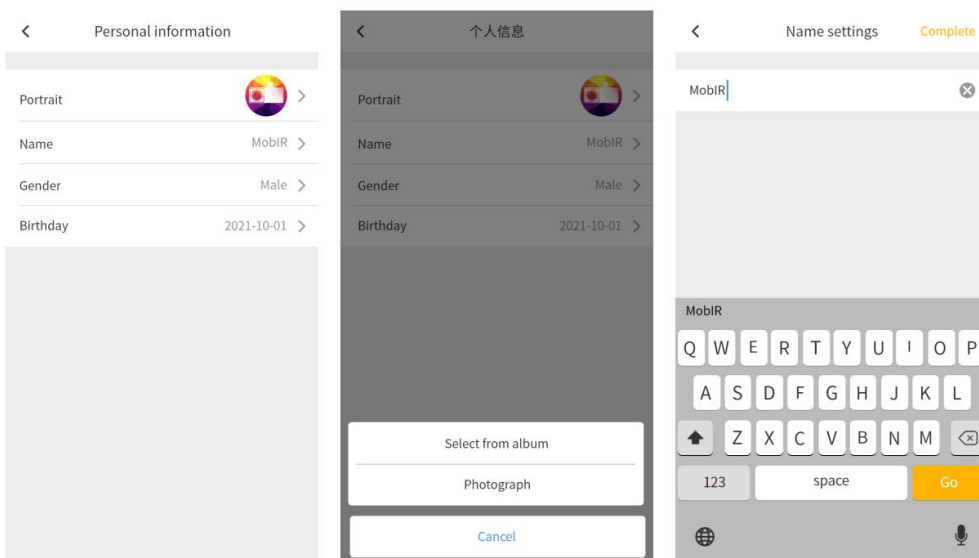 Personal information
Portrait
Name MobIR
Gender Male
Birthday 2021-10-01
个人信息
Portrait
Name MobIR
Gender Male
Birthday 2021-10-01
Select from album
Photograph
Cancel
Name settings Complete
MobIR
MobIR
Q W E R T Y U I O P
A S D F G H J K L
Z X C V B N M
123 space Go